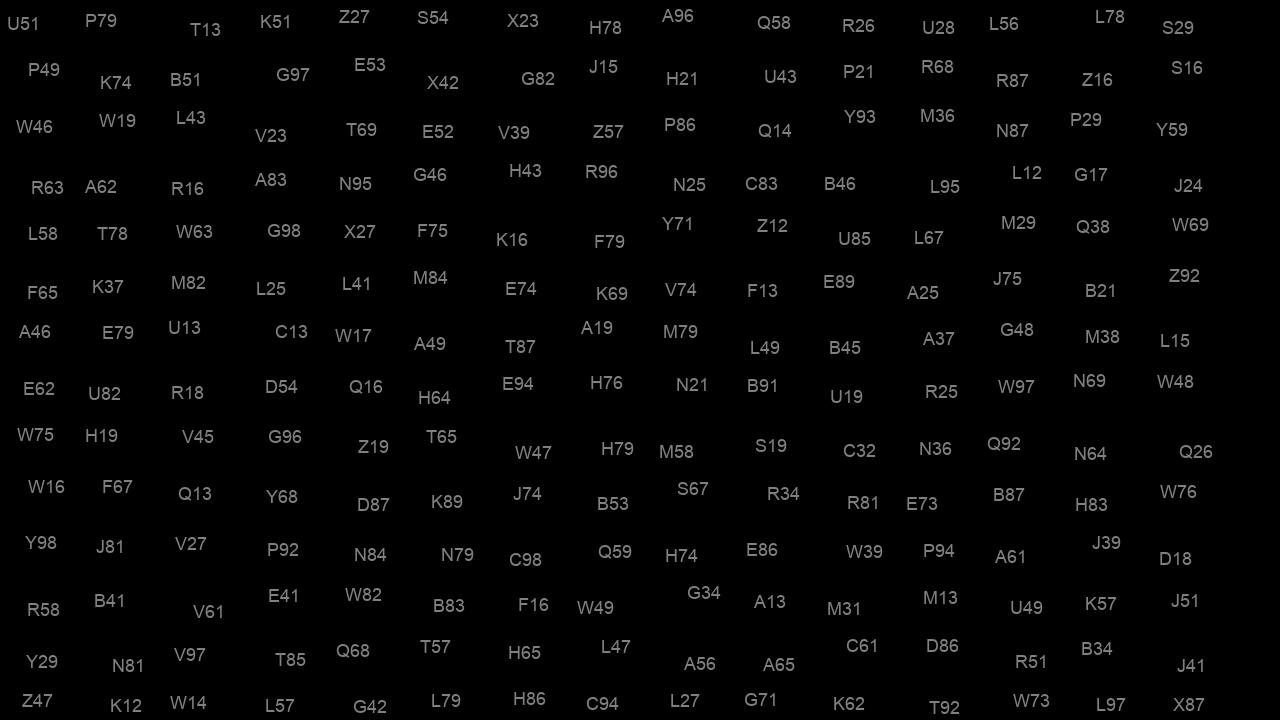 U51 P79 T13 K51 Z27 S54 X23 H78 A96 Q58 R26 U28 L56 L78 S29
P49 K74 B51 G97 E53 X42 G82 J15 H21 U43 P21 R68 R87 Z16 S16
W46 W19 L43 V23 T69 E52 V39 Z57 P86 Q14 Y93 M36 N87 P29 Y59
R63 A62 R16 A83 N95 G46 H43 R96 N25 C83 B46 L95 L12 G17 J24
L58 T78 W63 G98 X27 F75 K16 F79 Y71 Z12 U85 L67 M29 Q38 W69
F65 K37 M82 L25 L41 M84 E74 K69 V74 F13 E89 A25 J75 B21 Z92
A46 E79 U13 C13 W17 A49 T87 A19 M79 L49 B45 A37 G48 M38 L15
E62 U82 R18 D54 Q16 H64 E94 H76 N21 B91 U19 R25 W97 N69 W48
W75 H19 V45 G96 Z19 T65 W47 H79 M58 S19 C32 N36 Q92 N64 Q26
W16 F67 Q13 Y68 D87 K89 J74 B53 S67 R34 R81 E73 B87 H83 W76
Y98 J81 V27 P92 N84 N79 C98 Q59 H74 E86 W39 P94 A61 J39 D18
R58 B41 V61 E41 W82 B83 F16 W49 G34 A13 M31 M13 U49 K57 J51
Y29 N81 V97 T85 Q68 T57 H65 L47 A56 A65 C61 D86 R51 B34 J41
Z47 K12 W14 L57 G42 L79 H86 C94 L27 G71 K62 T92 W73 L97 X87